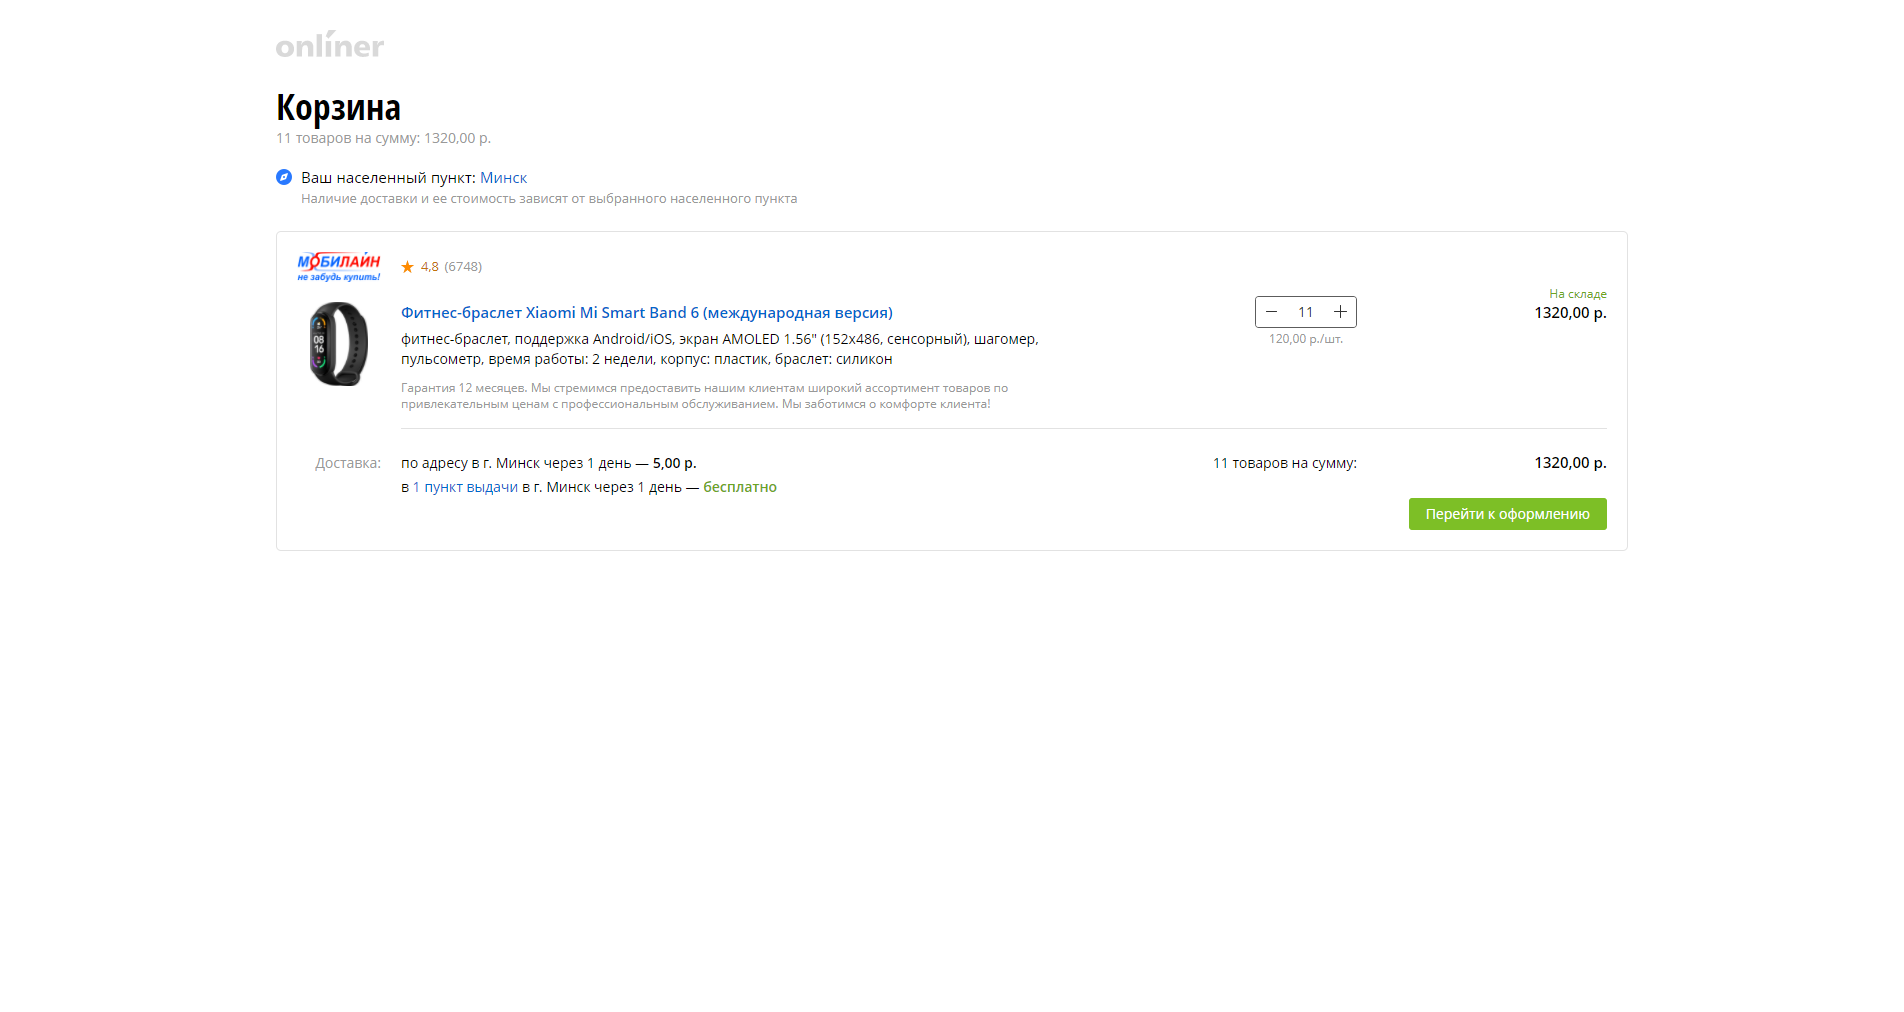 onliner
Корзина
11 товаров на сумму: 1320,00 р.
Ваш населенный пункт: Минск
Наличие доставки и ее стоимость зависят от выбранного населенного пункта
МОБИЛАЙН
не забудь купить!
4,8 (6748)
На складе
Фитнес-браслет Xiaomi Mi Smart Band 6 (международная версия)
11
1320,00 р.
120,00 р./шт.
фитнес-браслет, поддержка Android/iOS, экран AMOLED 1.56" (152x486, сенсорный), шагомер,
пульсометр, время работы: 2 недели, корпус: пластик, браслет: силикон
08
16
Гарантия 12 месяцев. Мы стремимся предоставить нашим клиентам широкий ассортимент товаров по
привлекательным ценам с профессиональным обслуживанием. Мы заботимся о комфорте клиента!
Доставка: по адресу в г. Минск через 1 день — 5,00 р.
11 товаров на сумму: 1320,00 р.
в 1 пункт выдачи в г. Минск через 1 день — бесплатно
Перейти к оформлению